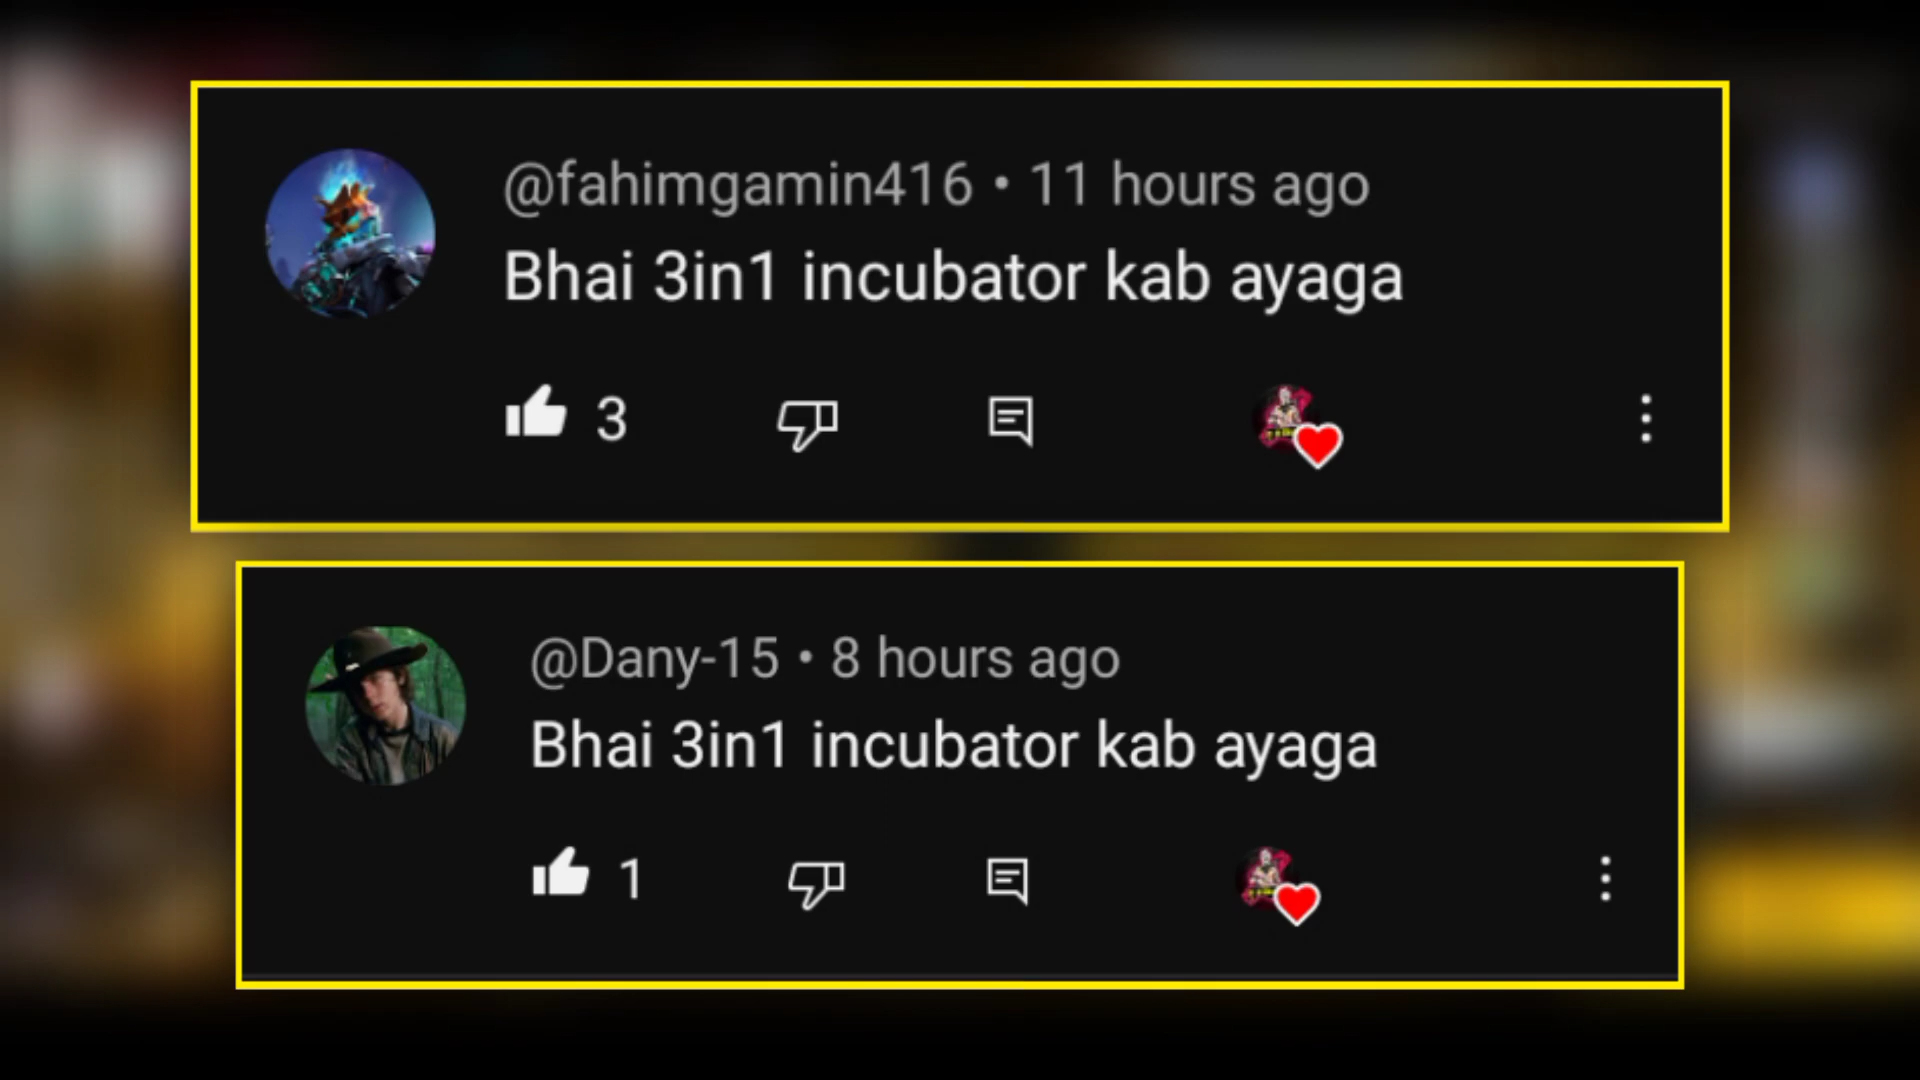 @fahimgamin416 • 11 hours ago
Bhai 3in1 incubator kab ayaga
3
@Dany-15 • 8 hours ago
Bhai 3in1 incubator kab ayaga
1